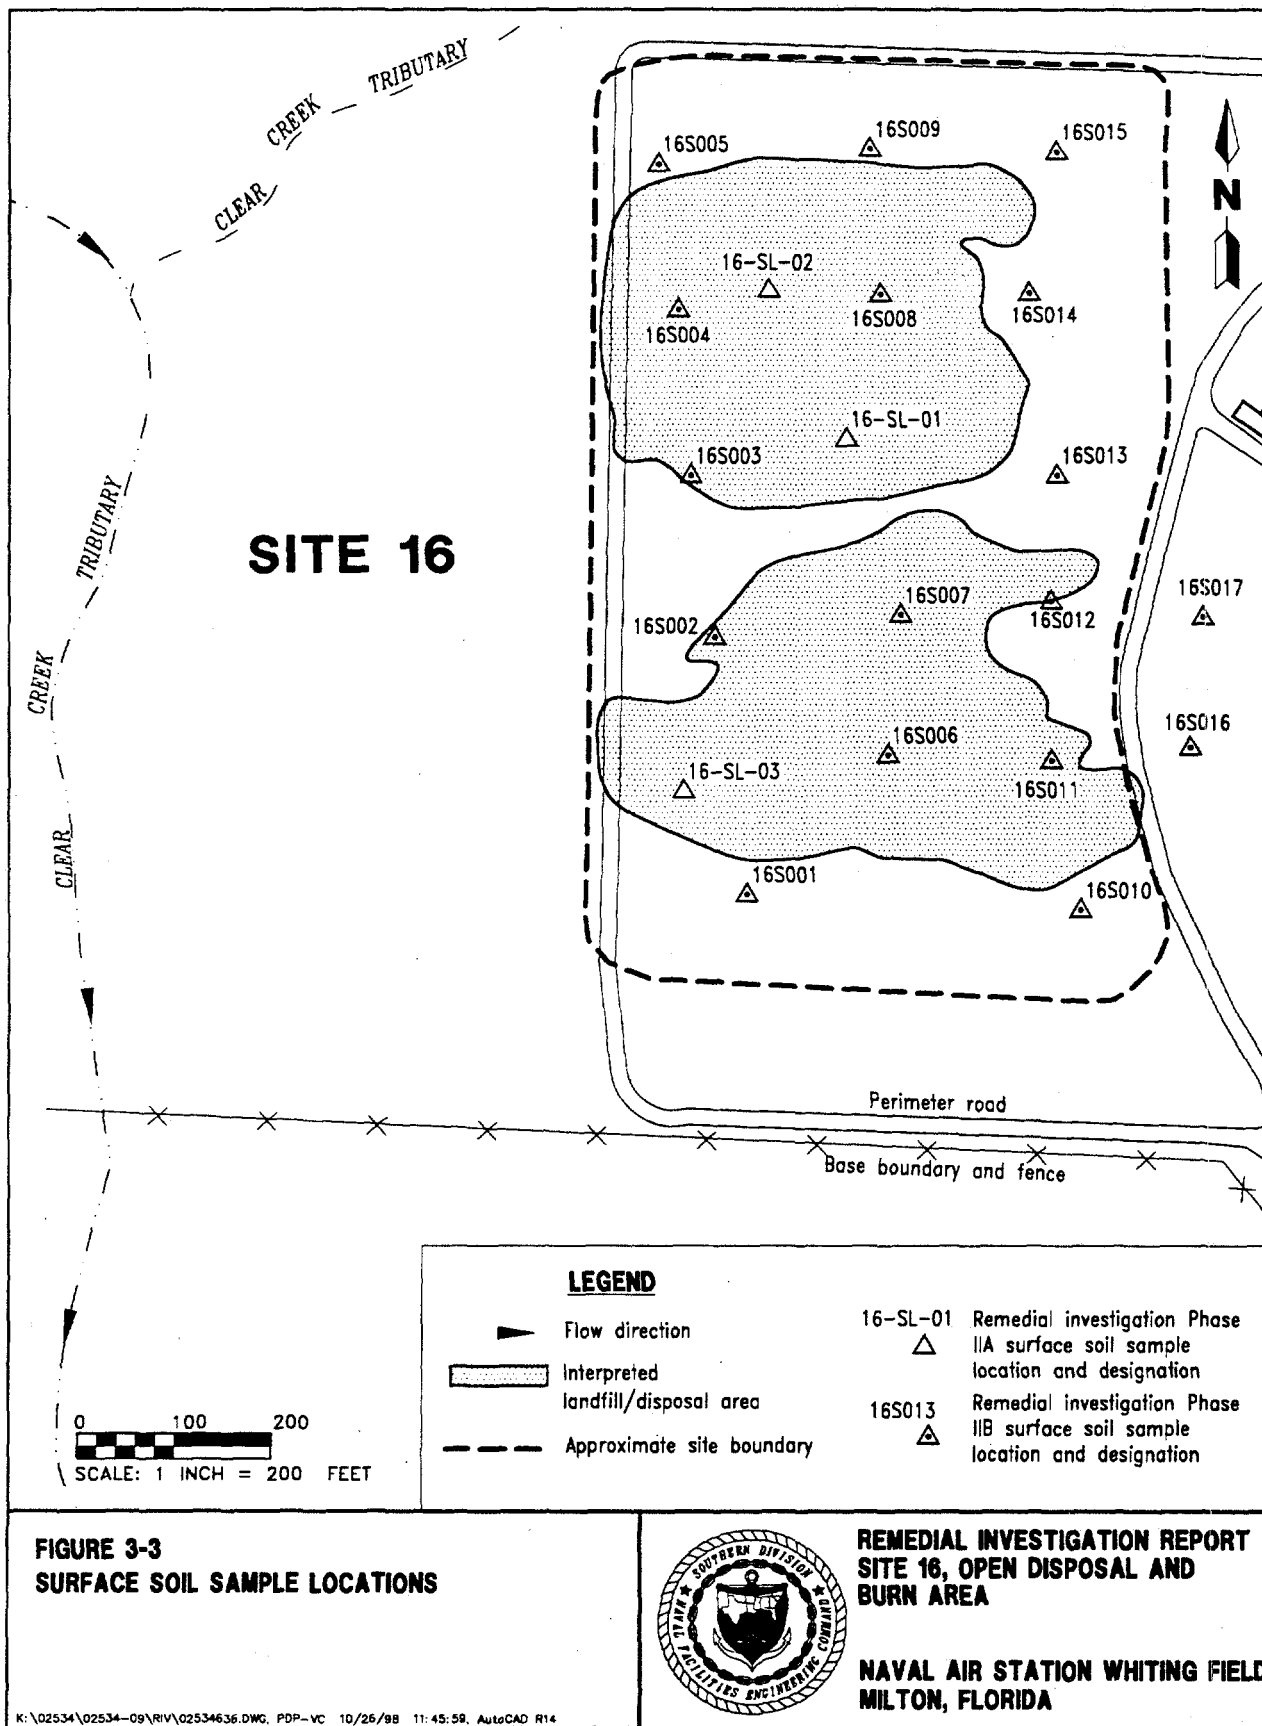 CLEAR CREEK TRIBUTARY
16S005
16S009
16S015
N
16-SL-02
16S004
16S008
16S014
16-SL-01
16S003
16S013
SITE 16
CLEAR CREEK TRIBUTARY
16S007
16S017
16S002
16S012
16S016
16S006
16-SL-03
16S011
16S001
16S010
Perimeter road
Base boundary and fence
LEGEND
Flow direction
Interpreted
landfill/disposal area
Approximate site boundary
16-SL-01 Remedial investigation Phase
IIA surface soil sample
location and designation
16S013 Remedial investigation Phase
IIB surface soil sample
location and designation
0 100 200
SCALE: 1 INCH = 200 FEET
FIGURE 3-3
SURFACE SOIL SAMPLE LOCATIONS
SOUTHERN DIVISION
NAVAL FACILITIES ENGINEERING COMMAND
REMEDIAL INVESTIGATION REPORT
SITE 16, OPEN DISPOSAL AND
BURN AREA
NAVAL AIR STATION WHITING FIELD
MILTON, FLORIDA
K:\02534\02534-09\RIV\02534636.DWG, PDP-VC 10/26/98 11:45:59, AutoCAD R14